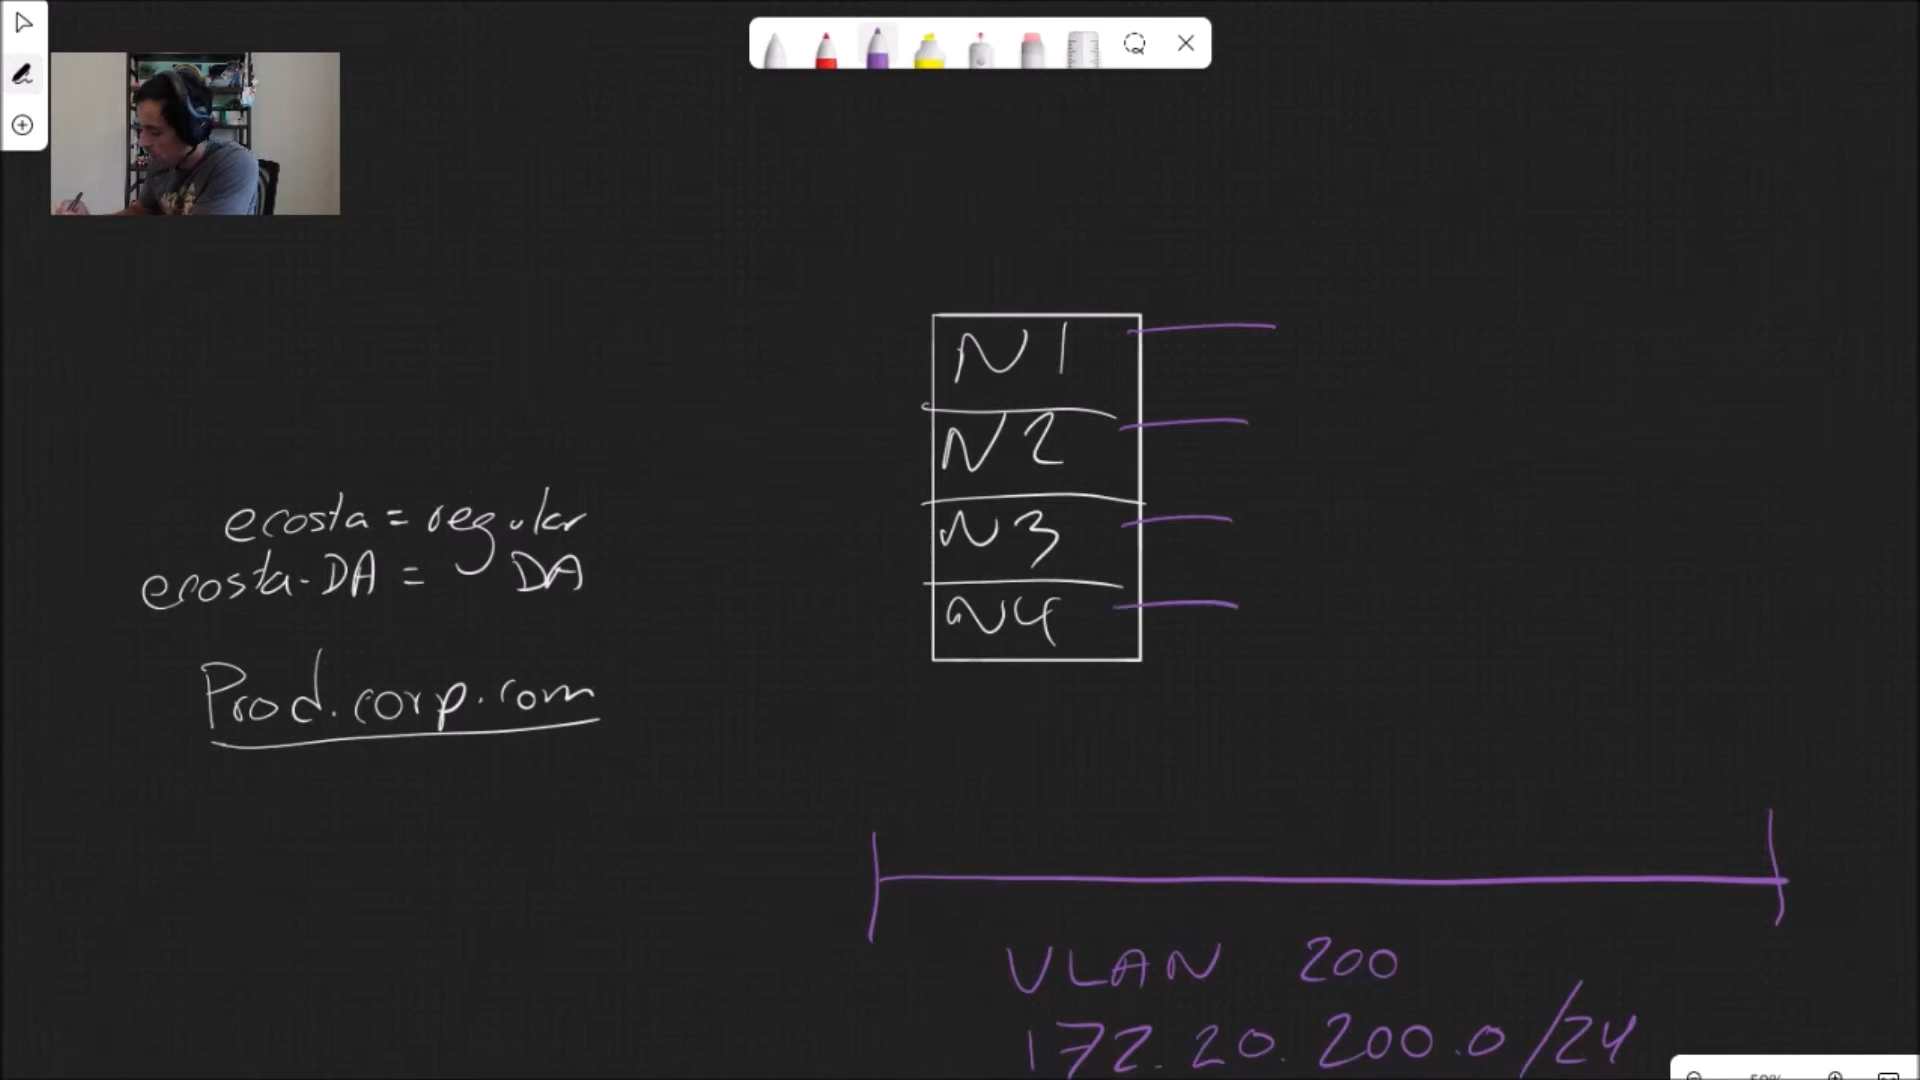 ecosta = regular
ecosta-DA = DA
Prod.corp.com
N1
N2
N3
N4
VLAN 200
172.20.200.0/24